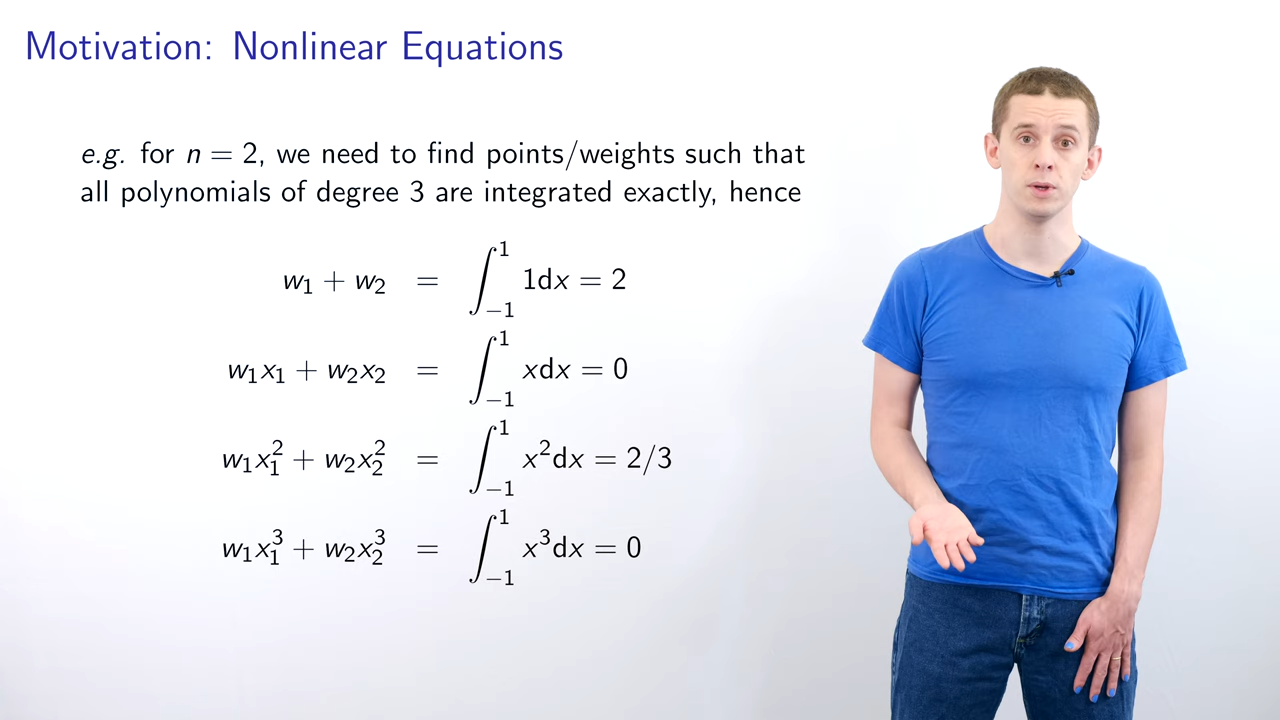 Motivation: Nonlinear Equations
e.g. for n = 2, we need to find points/weights such that
all polynomials of degree 3 are integrated exactly, hence
w₁ + w₂ = ∫₋₁¹ 1dx = 2
w₁x₁ + w₂x₂ = ∫₋₁¹ xdx = 0
w₁x₁² + w₂x₂² = ∫₋₁¹ x²dx = 2/3
w₁x₁³ + w₂x₂³ = ∫₋₁¹ x³dx = 0